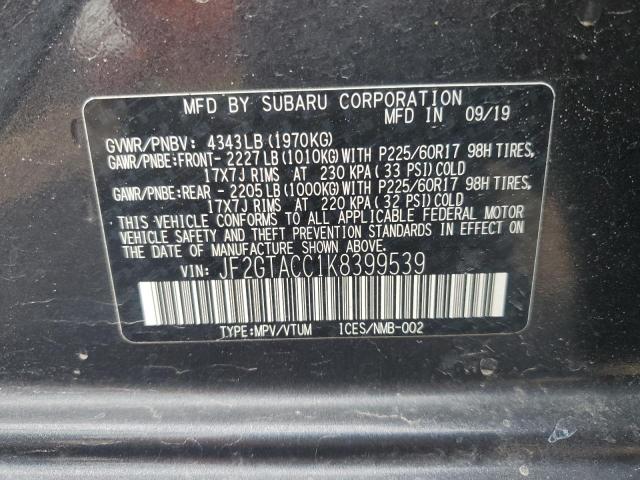 MFD BY SUBARU CORPORATION
MFD IN 09/19
GVWR/PNBV: 4343LB(1970KG)
GAWR/PNBE:FRONT- 2227LB(1010KG)WITH P225/60R17 98H TIRES,
17X7J RIMS AT 230 KPA(33 PSI)COLD
GAWR/PNBE:REAR - 2205LB(1000KG)WITH P225/60R17 98H TIRES,
17X7J RIMS AT 220 KPA(32 PSI)COLD
THIS VEHICLE CONFORMS TO ALL APPLICABLE FEDERAL MOTOR
VEHICLE SAFETY AND THEFT PREVENTION STANDARDS IN EFFECT ON
THE DATE OF MANUFACTURE SHOWN ABOVE.
VIN: JF2GTACC1K8399539
TYPE:MPV/VTUM ICES/NMB-002